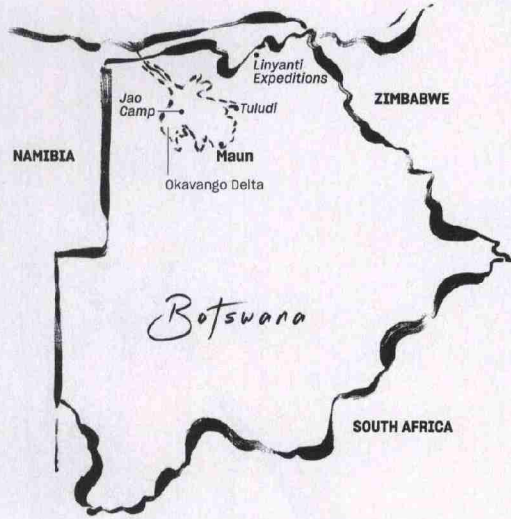 Linyanti
Expeditions
ZIMBABWE
Jao
Camp
Tuludi
NAMIBIA
Maun
Okavango Delta
Botswana
SOUTH AFRICA